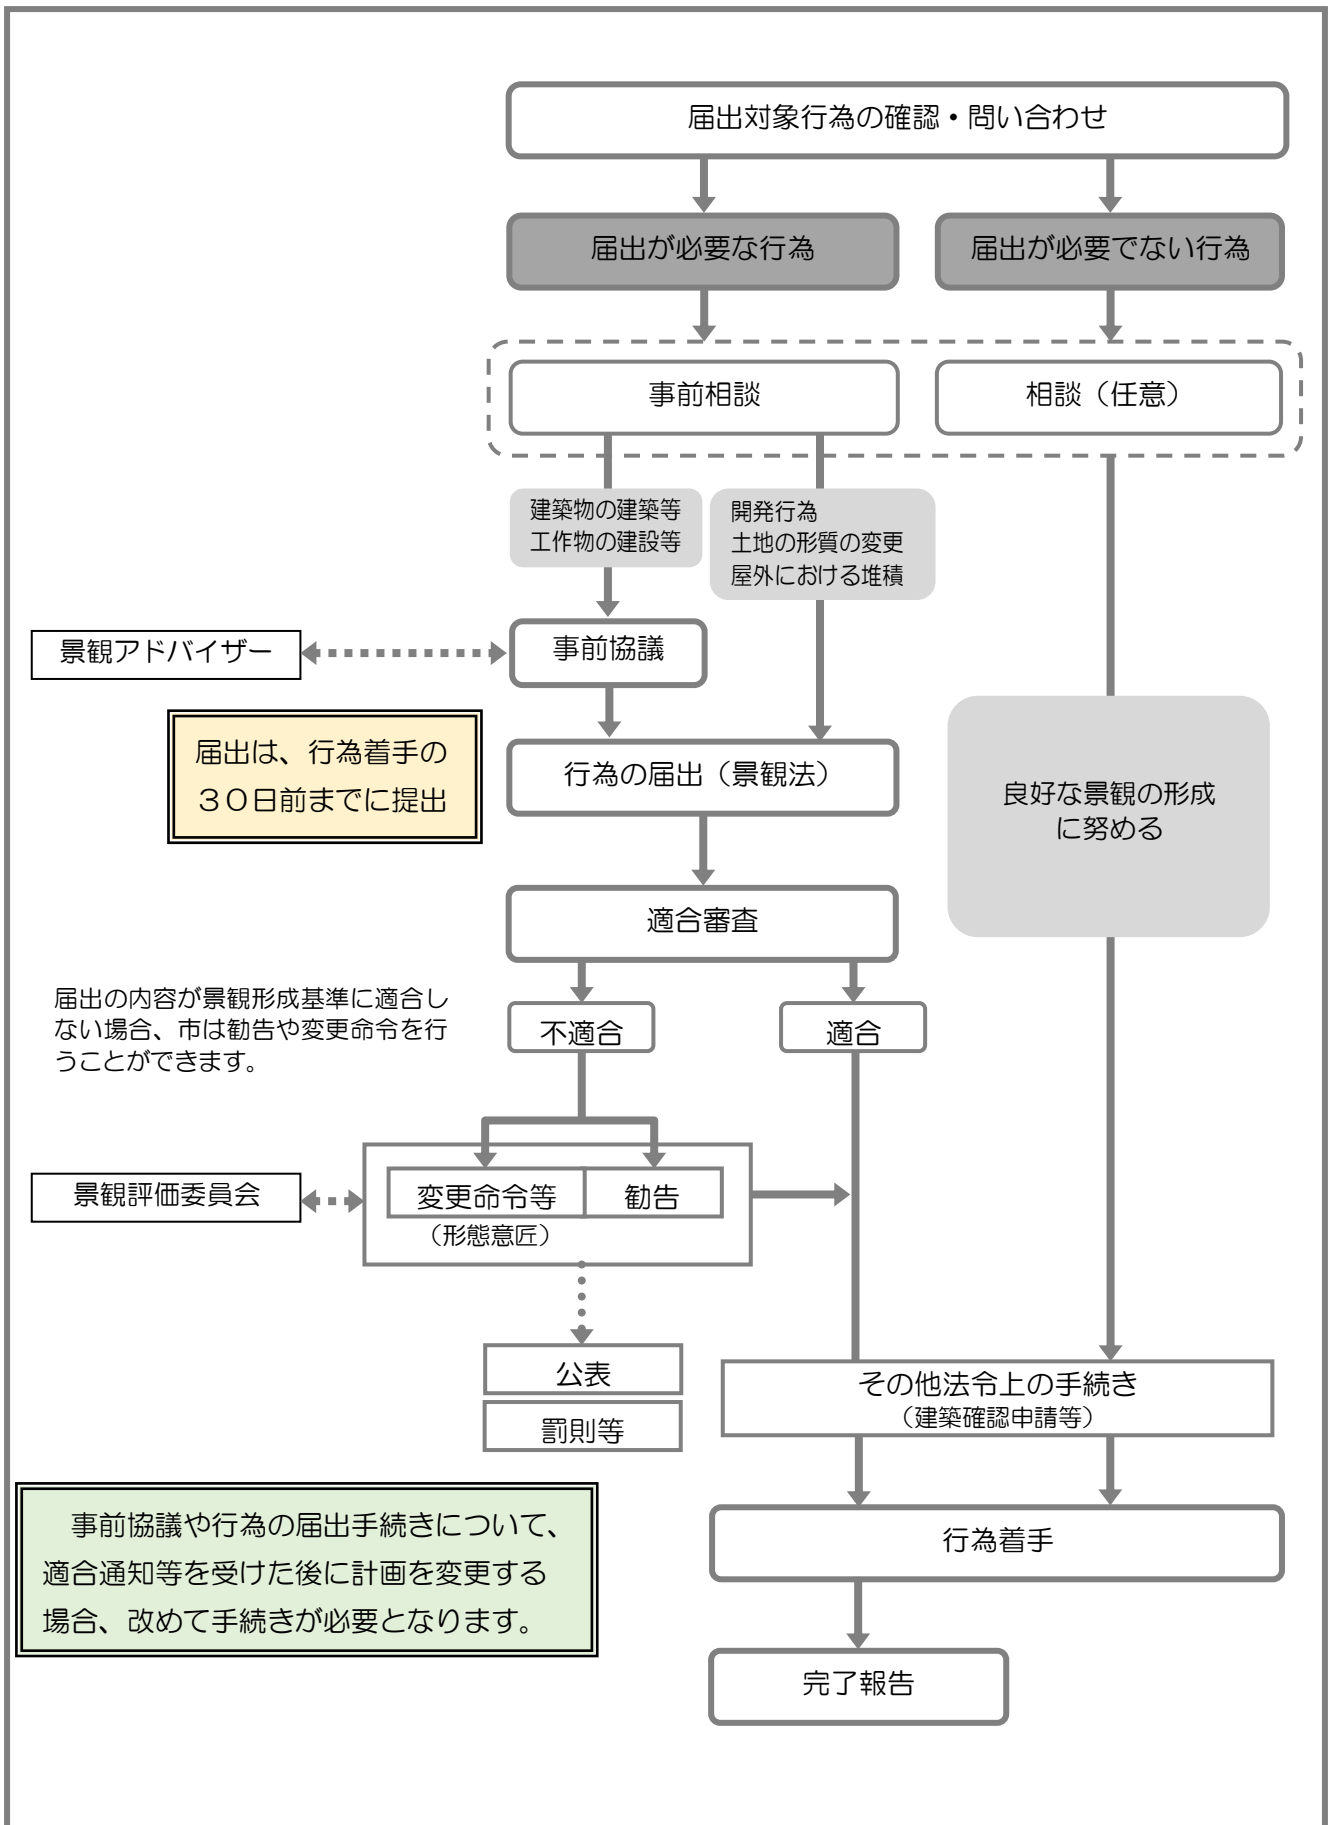 届出対象行為の確認・問い合わせ
届出が必要な行為
届出が必要でない行為
事前相談
相談（任意）
建築物の建築等
工作物の建設等
開発行為
土地の形質の変更
屋外における堆積
景観アドバイザー
事前協議
届出は、行為着手の
３０日前までに提出
行為の届出（景観法）
良好な景観の形成
に努める
適合審査
届出の内容が景観形成基準に適合し
ない場合、市は勧告や変更命令を行
うことができます。
不適合
適合
景観評価委員会
変更命令等
（形態意匠）
勧告
公表
罰則等
その他法令上の手続き
（建築確認申請等）
事前協議や行為の届出手続きについて、
適合通知等を受けた後に計画を変更する
場合、改めて手続きが必要となります。
行為着手
完了報告